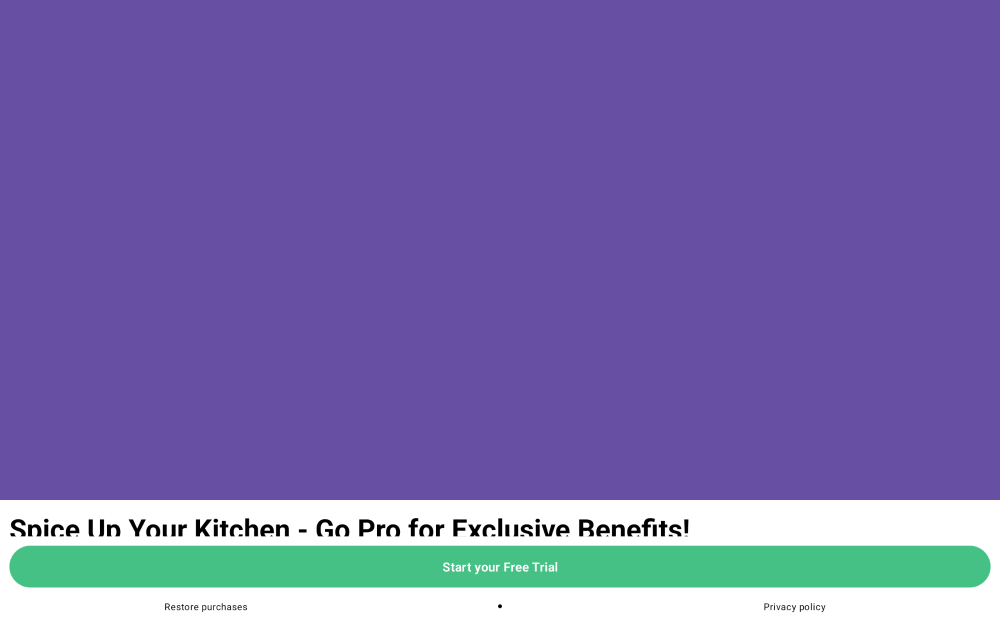 Spice Up Your Kitchen - Go Pro for Exclusive Benefits!
Start your Free Trial
Restore purchases
•
Privacy policy